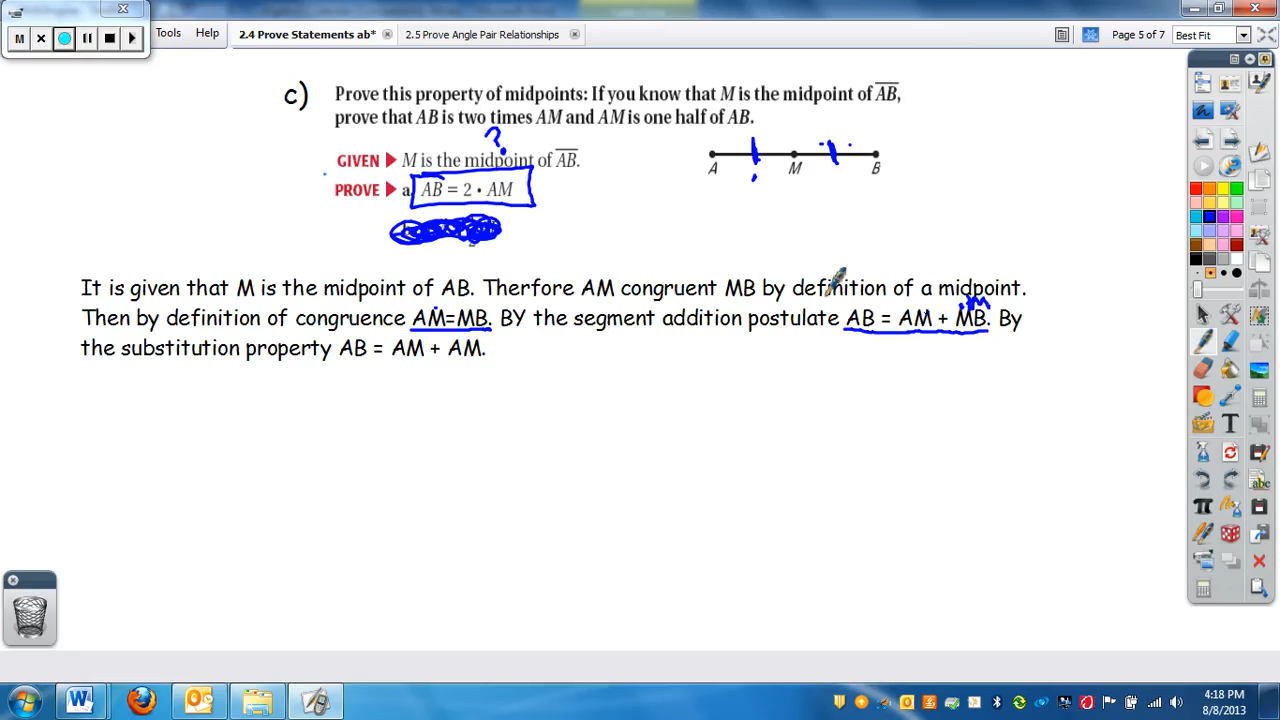 Tools Help 2.4 Prove Statements ab* 2.5 Prove Angle Pair Relationships Page 5 of 7 Best Fit
c) Prove this property of midpoints: If you know that M is the midpoint of AB,
prove that AB is two times AM and AM is one half of AB.
?
GIVEN M is the midpoint of AB.
A M B
PROVE a. AB = 2 • AM
It is given that M is the midpoint of AB. Therfore AM congruent MB by definition of a midpoint.
Then by definition of congruence AM=MB. BY the segment addition postulate AB = AM + MB. By
the substitution property AB = AM + AM.
4:18 PM
8/8/2013